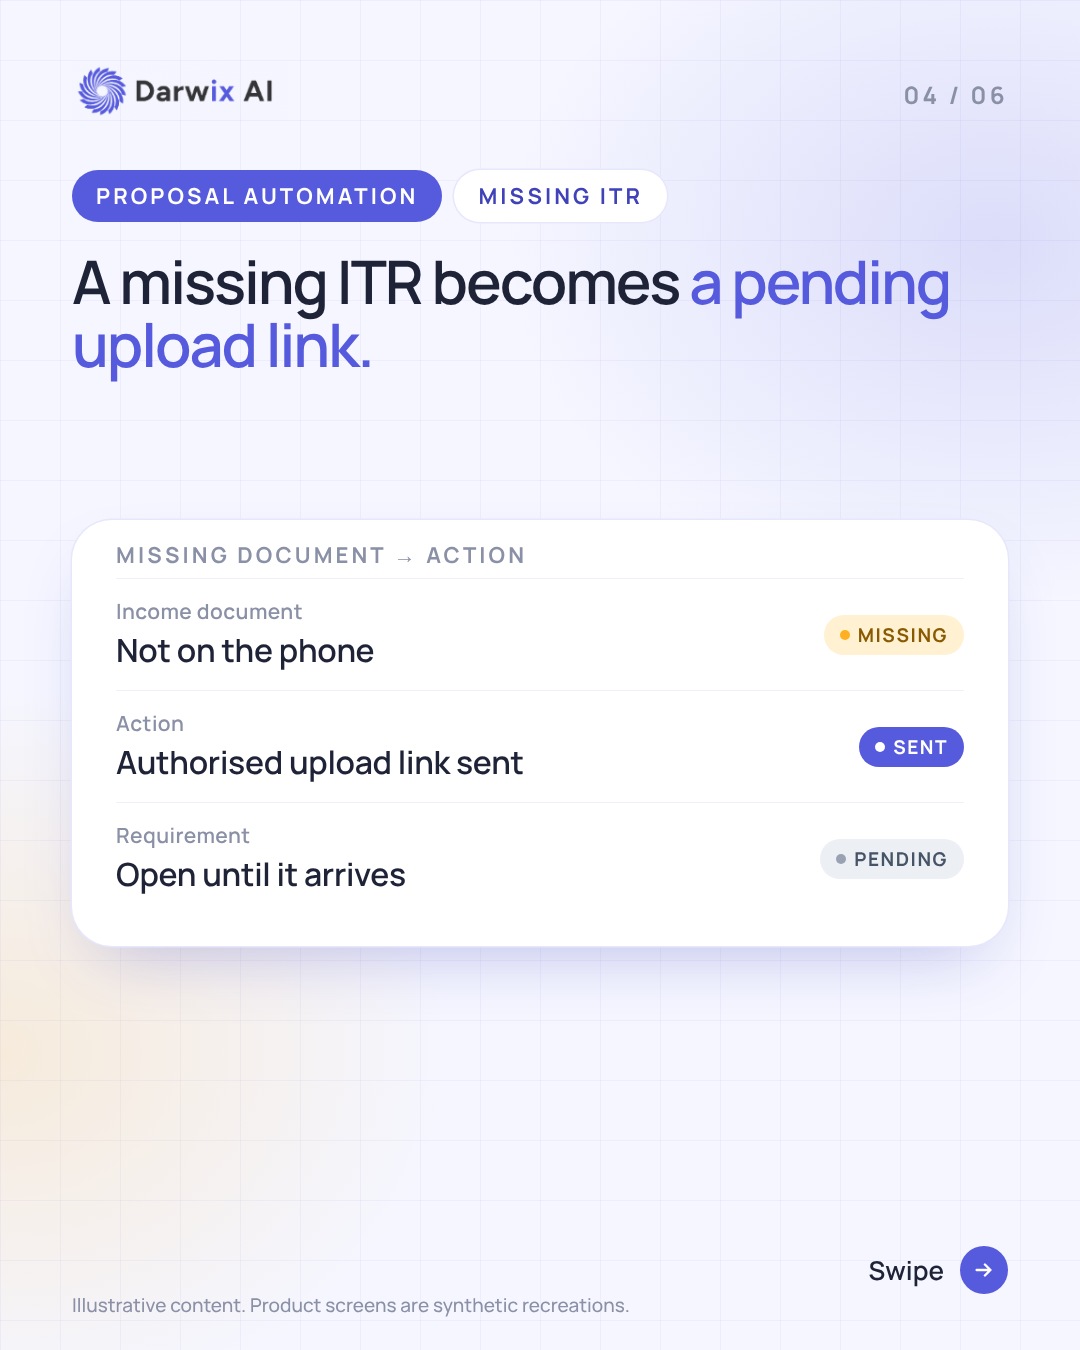 Darwix AI
04 / 06
PROPOSAL AUTOMATION
MISSING ITR
A missing ITR becomes a pending
upload link.
MISSING DOCUMENT → ACTION
Income document
Not on the phone
MISSING
Action
Authorised upload link sent
SENT
Requirement
Open until it arrives
PENDING
Swipe
Illustrative content. Product screens are synthetic recreations.